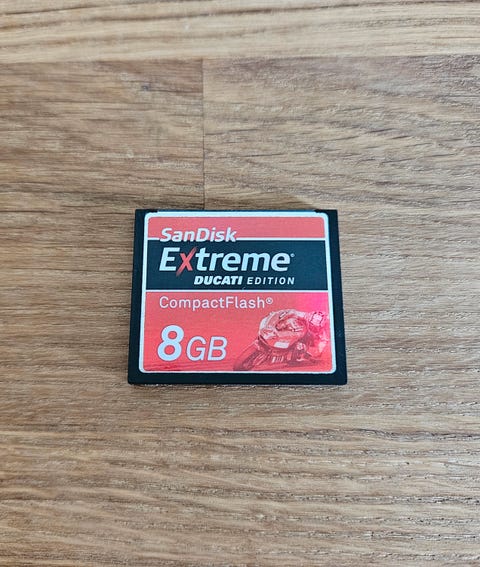 SanDisk
Extreme®
DUCATI EDITION
CompactFlash®
8GB